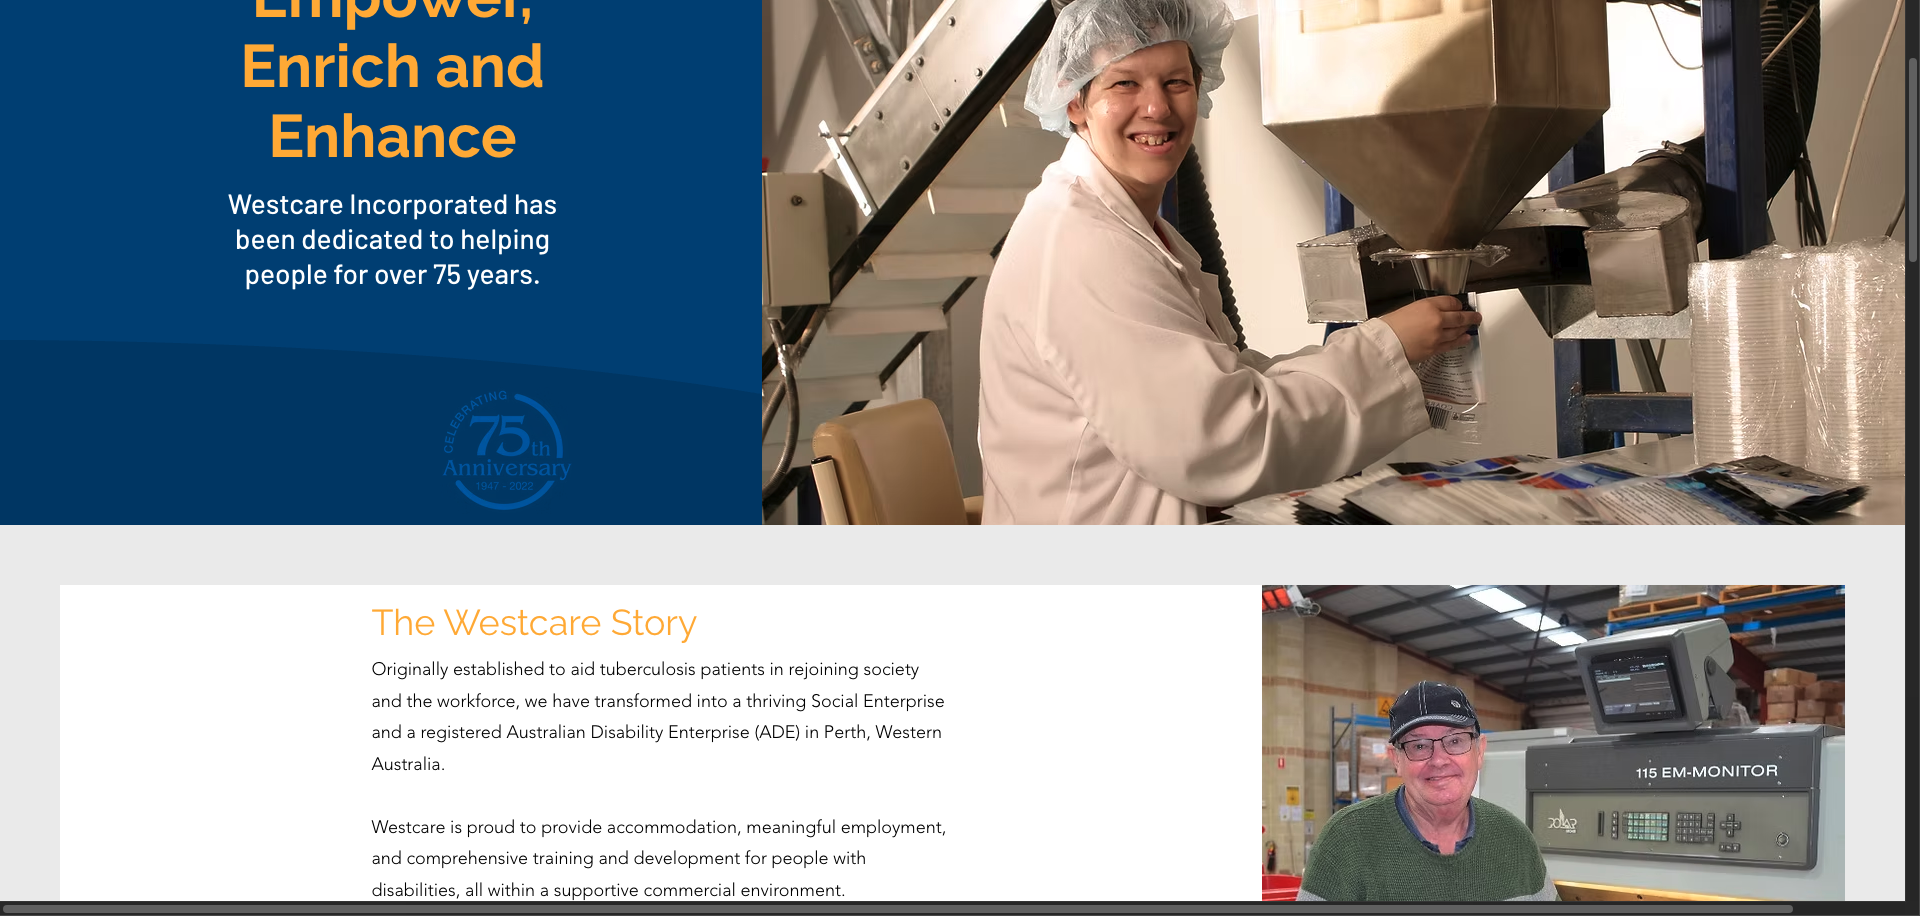 Empower,
Enrich and
Enhance
Westcare Incorporated has
been dedicated to helping
people for over 75 years.
CELEBRATING
75th
Anniversary
1947 - 2022
The Westcare Story
Originally established to aid tuberculosis patients in rejoining society
and the workforce, we have transformed into a thriving Social Enterprise
and a registered Australian Disability Enterprise (ADE) in Perth, Western
Australia.
Westcare is proud to provide accommodation, meaningful employment,
and comprehensive training and development for people with
disabilities, all within a supportive commercial environment.
115 EM-MONITOR
POLAR